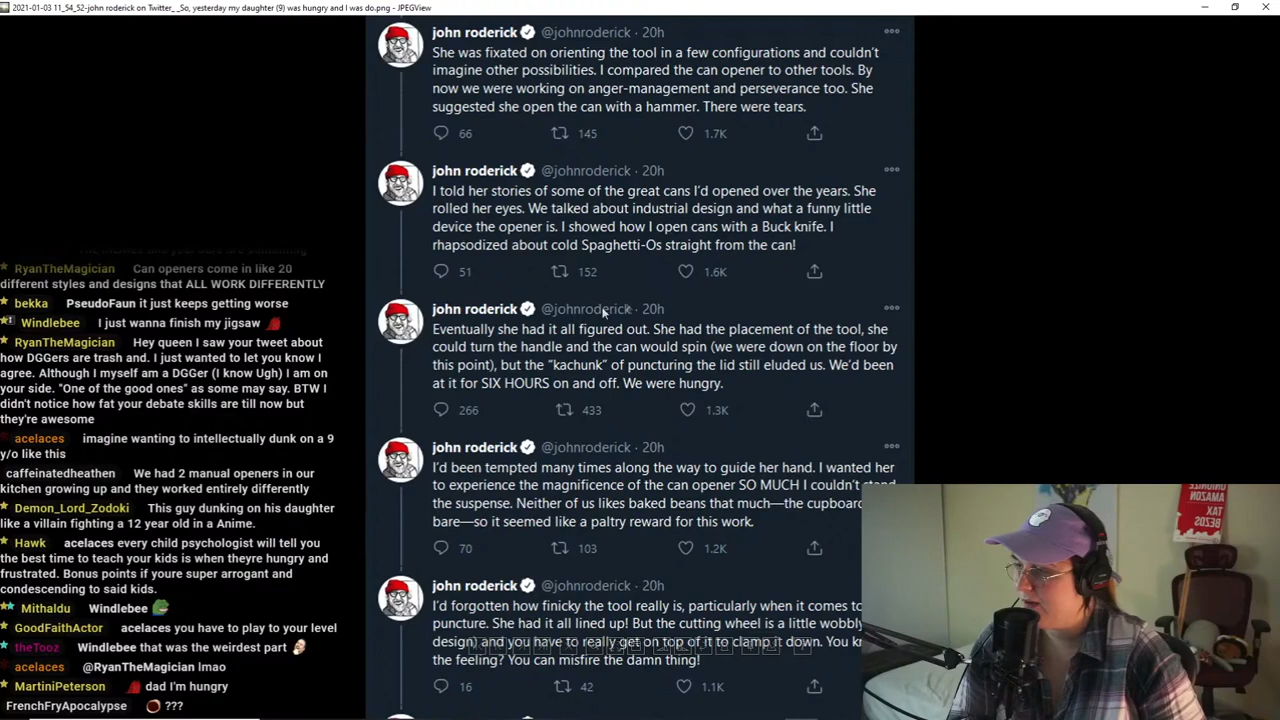 2021-01-03 11_54_52-john roderick on Twitter_ _So, yesterday my daughter (9) was hungry and I was do.png - JPEGView
john roderick @johnroderick · 20h
She was fixated on orienting the tool in a few configurations and couldn't
imagine other possibilities. I compared the can opener to other tools. By
now we were working on anger-management and perseverance too. She
suggested she open the can with a hammer. There were tears.
66 145 1.7K
john roderick @johnroderick · 20h
I told her stories of some of the great cans I'd opened over the years. She
rolled her eyes. We talked about industrial design and what a funny little
device the opener is. I showed how I open cans with a Buck knife. I
rhapsodized about cold Spaghetti-Os straight from the can!
51 152 1.6K
john roderick @johnroderick · 20h
Eventually she had it all figured out. She had the placement of the tool, she
could turn the handle and the can would spin (we were down on the floor by
this point), but the "kachunk" of puncturing the lid still eluded us. We'd been
at it for SIX HOURS on and off. We were hungry.
266 433 1.3K
john roderick @johnroderick · 20h
I'd been tempted many times along the way to guide her hand. I wanted her
to experience the magnificence of the can opener SO MUCH I couldn't stand
the suspense. Neither of us likes baked beans that much—the cupboard
bare—so it seemed like a paltry reward for this work.
70 103 1.2K
john roderick @johnroderick · 20h
I'd forgotten how finicky the tool really is, particularly when it comes to
puncture. She had it all lined up! But the cutting wheel is a little wobbly
design) and you have to really get on top of it to clamp it down. You kn
the feeling? You can misfire the damn thing!
16 42 1.1K
RyanTheMagician Can openers come in like 20
different styles and designs that ALL WORK DIFFERENTLY
bekka PseudoFaun it just keeps getting worse
Windlebee I just wanna finish my jigsaw
RyanTheMagician Hey queen I saw your tweet about
how DGGers are trash and. I just wanted to let you know I
agree. Although I myself am a DGGer (I know Ugh) I am on
your side. "One of the good ones" as some may say. BTW I
didn't notice how fat your debate skills are till now but
they're awesome
acelaces imagine wanting to intellectually dunk on a 9
y/o like this
caffeinatedheathen We had 2 manual openers in our
kitchen growing up and they worked entirely differently
Demon_Lord_Zodoki This guy dunking on his daughter
like a villain fighting a 12 year old in a Anime.
Hawk acelaces every child psychologist will tell you
the best time to teach your kids is when theyre hungry and
frustrated. Bonus points if youre super arrogant and
condescending to said kids.
Mithaldu Windlebee
GoodFaithActor acelaces you have to play to your level
theTooz Windlebee that was the weirdest part
acelaces @RyanTheMagician lmao
MartiniPeterson dad I'm hungry
FrenchFryApocalypse ???
UNIONIZE
AMAZON
TAX
BEZOS